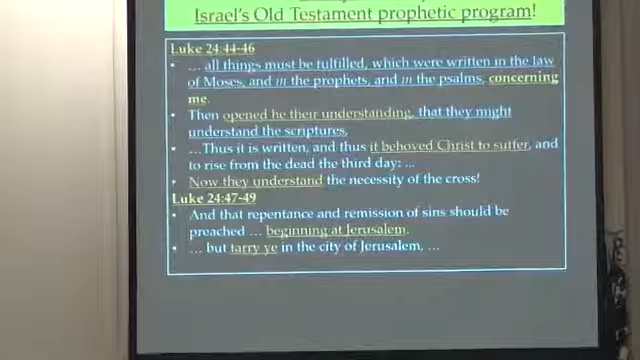 Israel's Old Testament prophetic program!
Luke 24:44-46
• … all things must be fulfilled, which were written in the law
of Moses, and in the prophets, and in the psalms, concerning
me.
• Then opened he their understanding, that they might
understand the scriptures,
• …Thus it is written, and thus it behoved Christ to suffer, and
to rise from the dead the third day: …
• Now they understand the necessity of the cross!
Luke 24:47-49
• And that repentance and remission of sins should be
preached … beginning at Jerusalem.
• … but tarry ye in the city of Jerusalem, …